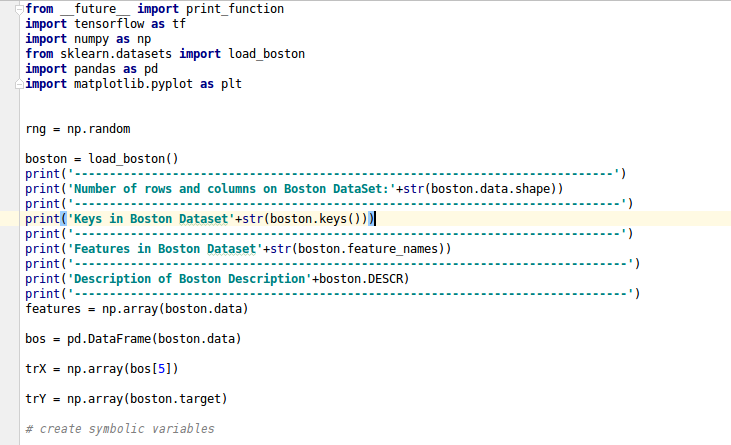 from __future__ import print_function
import tensorflow as tf
import numpy as np
from sklearn.datasets import load_boston
import pandas as pd
import matplotlib.pyplot as plt
rng = np.random
boston = load_boston()
print('-----------------------------------------------------------------------------')
print('Number of rows and columns on Boston DataSet:'+str(boston.data.shape))
print('------------------------------------------------------------------------------')
print('Keys in Boston Dataset'+str(boston.keys()))
print('------------------------------------------------------------------------------')
print('Features in Boston Dataset'+str(boston.feature_names))
print('-------------------------------------------------------------------------------')
print('Description of Boston Description'+boston.DESCR)
print('-------------------------------------------------------------------------------')
features = np.array(boston.data)
bos = pd.DataFrame(boston.data)
trX = np.array(bos[5])
trY = np.array(boston.target)
# create symbolic variables